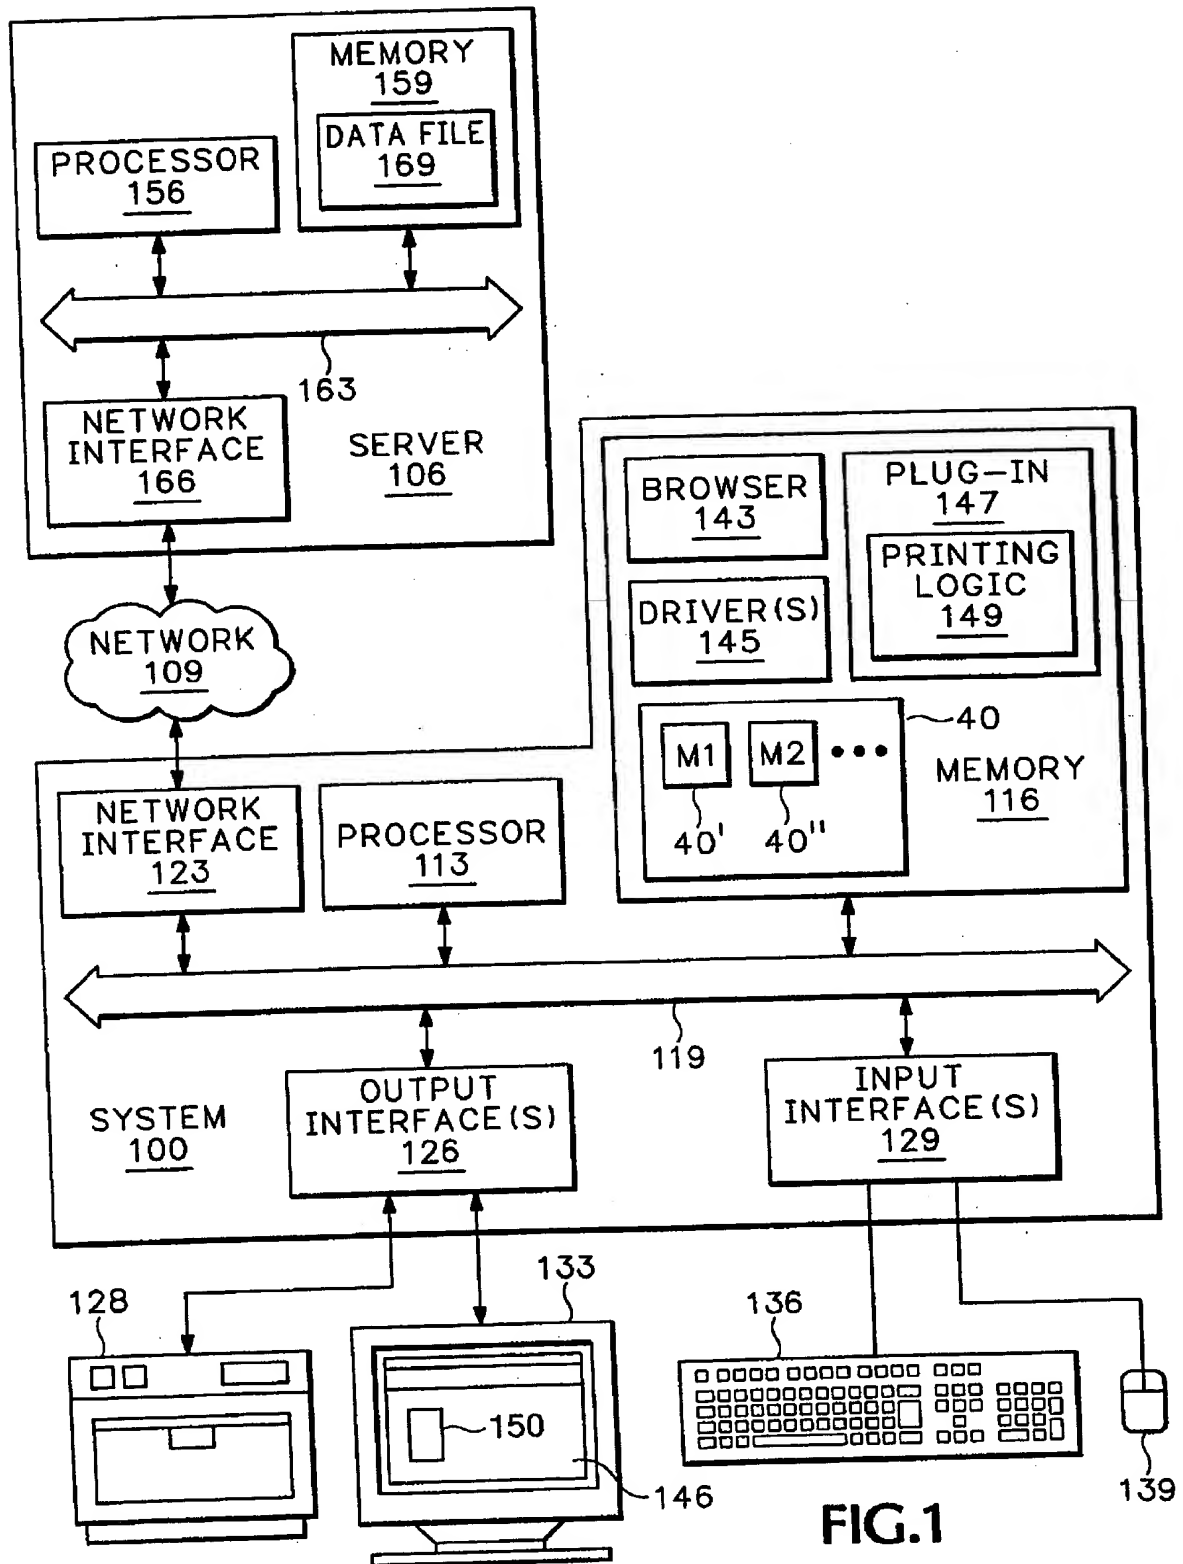 MEMORY
159
DATA FILE
169
PROCESSOR
156
163
NETWORK
INTERFACE
166
SERVER
106
BROWSER
143
PLUG-IN
147
PRINTING
LOGIC
149
DRIVER(S)
145
NETWORK
109
40
M1
M2
40'
40"
MEMORY
116
NETWORK
INTERFACE
123
PROCESSOR
113
119
SYSTEM
100
OUTPUT
INTERFACE(S)
126
INPUT
INTERFACE(S)
129
128
133
136
150
146
139
FIG.1